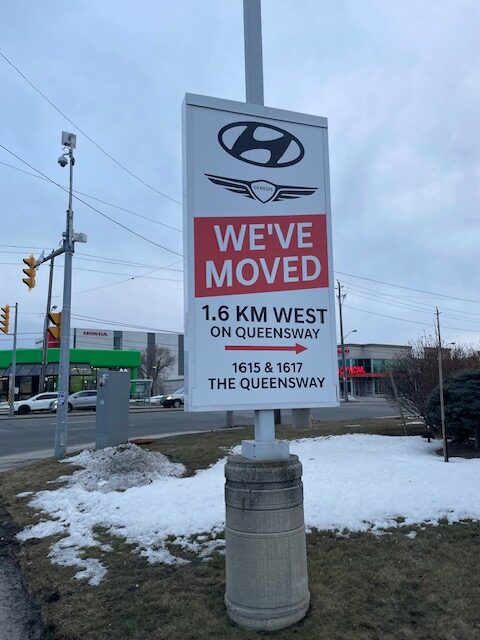 GENESIS
WE'VE
MOVED
1.6 KM WEST
ON QUEENSWAY
1615 & 1617
THE QUEENSWAY
HONDA